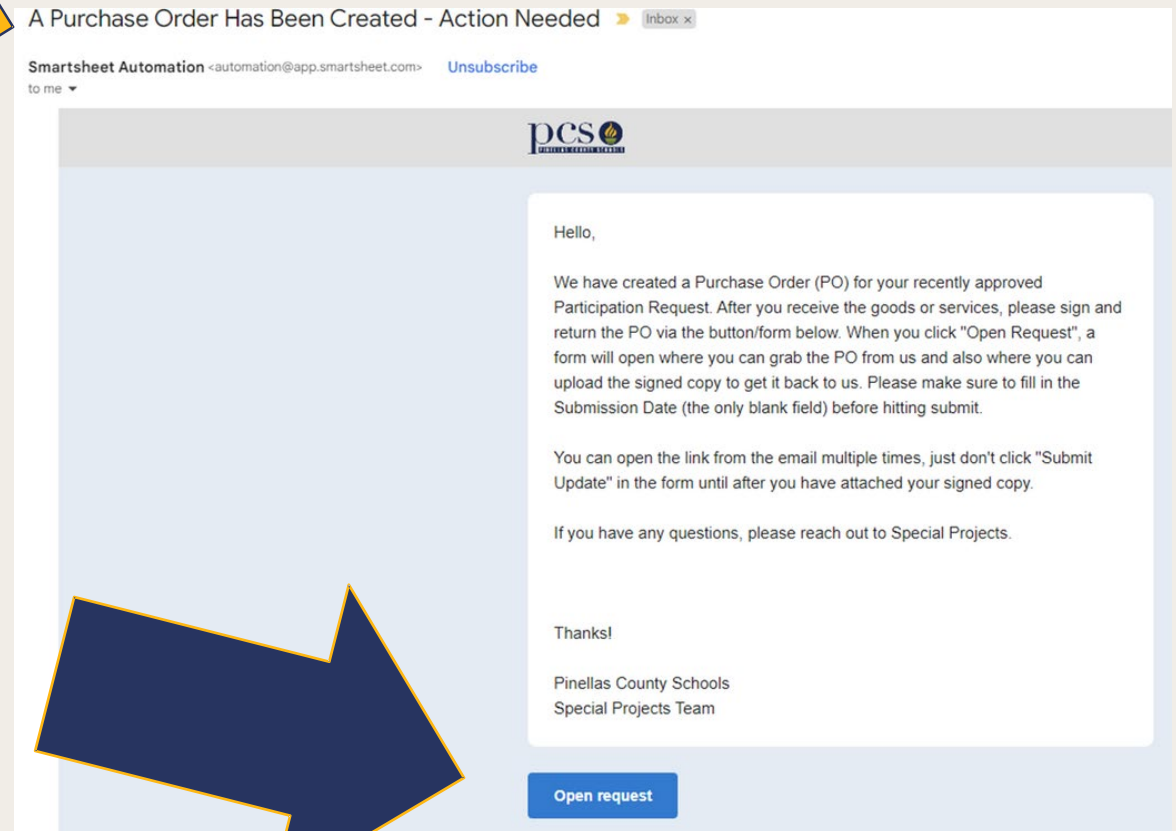 A Purchase Order Has Been Created - Action Needed Inbox x
Smartsheet Automation <automation@app.smartsheet.com> Unsubscribe
to me
pcs
PINELLAS COUNTY SCHOOLS
Hello,
We have created a Purchase Order (PO) for your recently approved
Participation Request. After you receive the goods or services, please sign and
return the PO via the button/form below. When you click "Open Request", a
form will open where you can grab the PO from us and also where you can
upload the signed copy to get it back to us. Please make sure to fill in the
Submission Date (the only blank field) before hitting submit.
You can open the link from the email multiple times, just don't click "Submit
Update" in the form until after you have attached your signed copy.
If you have any questions, please reach out to Special Projects.
Thanks!
Pinellas County Schools
Special Projects Team
Open request